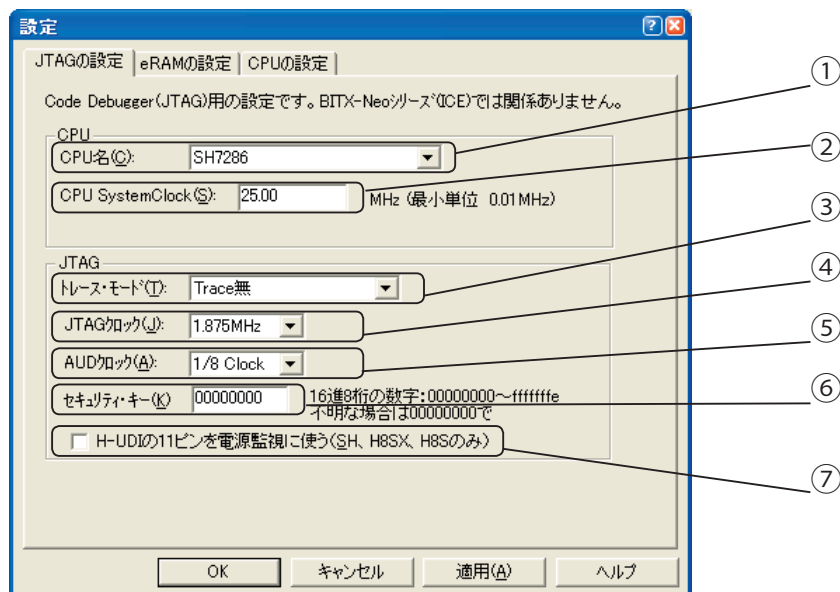 設定
JTAGの設定 eRAMの設定 CPUの設定
Code Debugger(JTAG)用の設定です。BITX-Neoｼﾘｰｽﾞ(ICE)では関係ありません。
CPU
CPU名(C): SH7286
CPU SystemClock(S): 25.00 MHz (最小単位 0.01MHz)
JTAG
ﾄﾚｰｽ・ﾓｰﾄﾞ(T): Trace無
JTAGｸﾛｯｸ(J): 1.875MHz
AUDｸﾛｯｸ(A): 1/8 Clock
ｾｷｭﾘﾃｨ・ｷｰ(K) 00000000 16進8桁の数字:00000000～fffffffe
不明な場合は00000000で
H-UDIの11ピンを電源監視に使う(SH、H8SX、H8Sのみ)
OK キャンセル 適用(A) ヘルプ
①
②
③
④
⑤
⑥
⑦